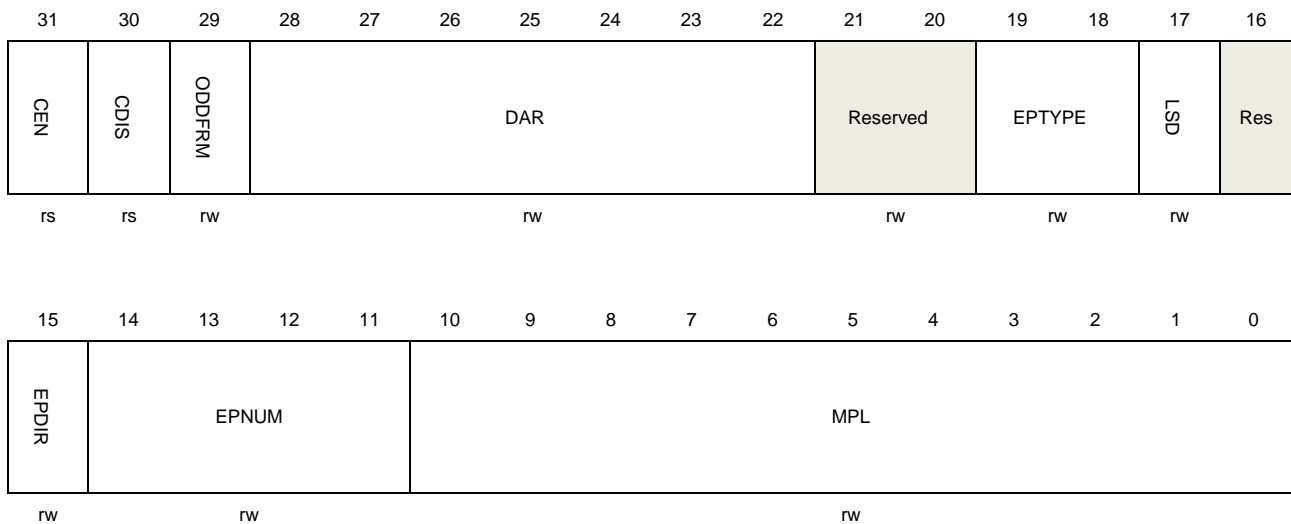 31 30 29 28 27 26 25 24 23 22 21 20 19 18 17 16
CEN CDIS ODDFRM DAR Reserved EPTYPE LSD Res
rs rs rw rw rw rw rw
15 14 13 12 11 10 9 8 7 6 5 4 3 2 1 0
EPDIR EPNUM MPL
rw rw rw